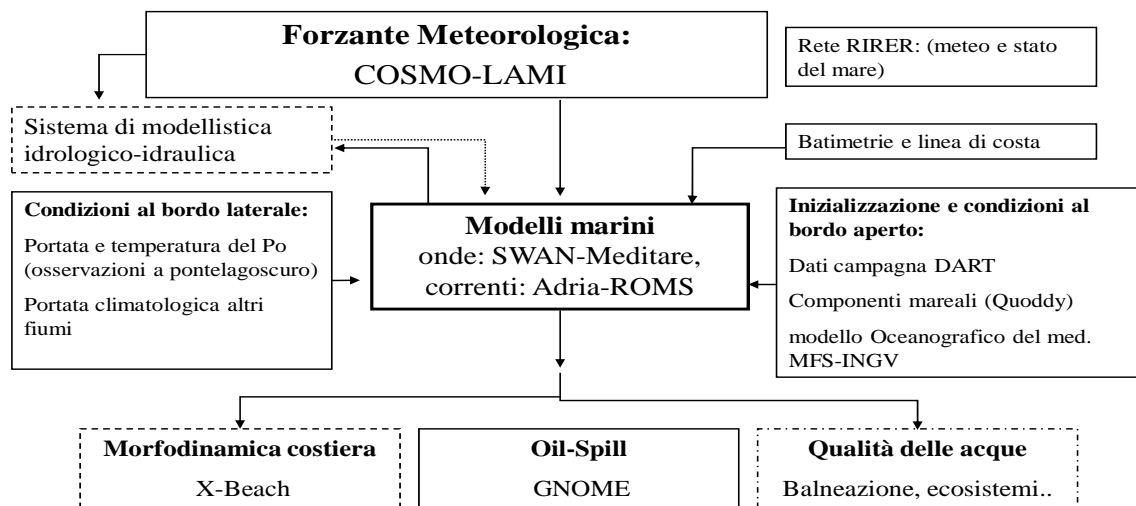 Forzante Meteorologica:
COSMO-LAMI
Rete RIRER: (meteo e stato
del mare)
Sistema di modellistica
idrologico-idraulica
Batimetrie e linea di costa
Condizioni al bordo laterale:
Portata e temperatura del Po
(osservazioni a pontelagoscuro)
Portata climatologica altri
fiumi
Modelli marini
onde: SWAN-Meditare,
correnti: Adria-ROMS
Inizializzazione e condizioni al
bordo aperto:
Dati campagna DART
Componenti mareali (Quoddy)
modello Oceanografico del med.
MFS-INGV
Morfodinamica costiera
X-Beach
Oil-Spill
GNOME
Qualità delle acque
Balneazione, ecosistemi..